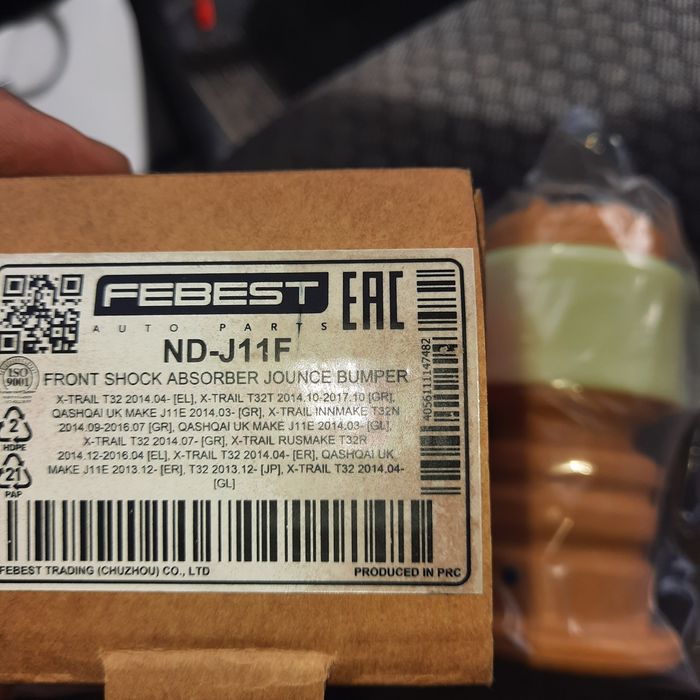 FEBEST
AUTO PARTS
EAC
ND-J11F
ISO
9001
FRONT SHOCK ABSORBER JOUNCE BUMPER
X-TRAIL T32 2014.04- [EL], X-TRAIL T32T 2014.10-2017.10 [GR],
QASHQAI UK MAKE J11E 2014.03- [GR], X-TRAIL INNMAKE T32N
2014.09-2016.07 [GR], QASHQAI UK MAKE J11E 2014.03- [GL],
X-TRAIL T32 2014.07- [GR], X-TRAIL RUSMAKE T32R
2014.12-2016.04 [EL], X-TRAIL T32 2014.04- [ER], QASHQAI UK
MAKE J11E 2013.12- [ER], T32 2013.12- [JP], X-TRAIL T32 2014.04-
[GL]
2
HDPE
21
PAP
4056111147482
FEBEST TRADING (CHUZHOU) CO., LTD
PRODUCED IN PRC